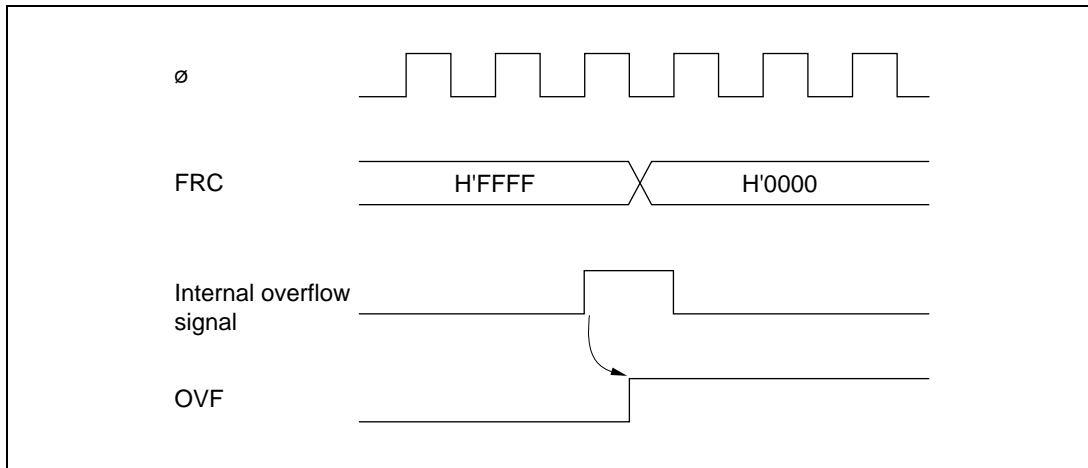 ø
FRC
H'FFFF
H'0000
Internal overflow
signal
OVF